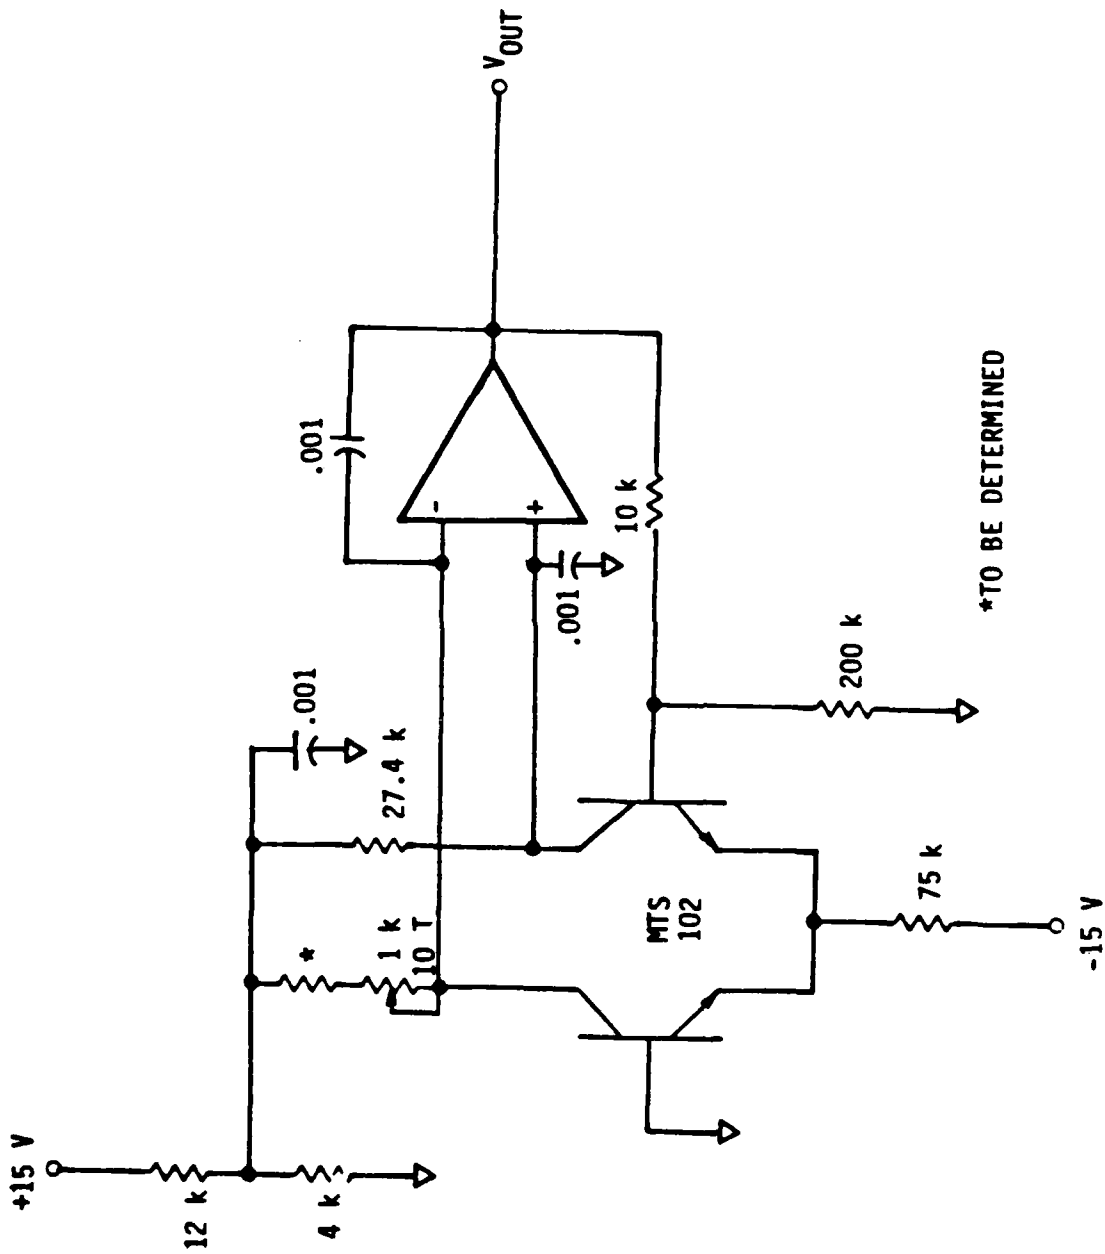 +15 V
12 k
4 k
*
1 k
10 T
27.4 k
.001
.001
-
+
.001
V_OUT
10 k
200 k
MTS
102
75 k
-15 V
*TO BE DETERMINED